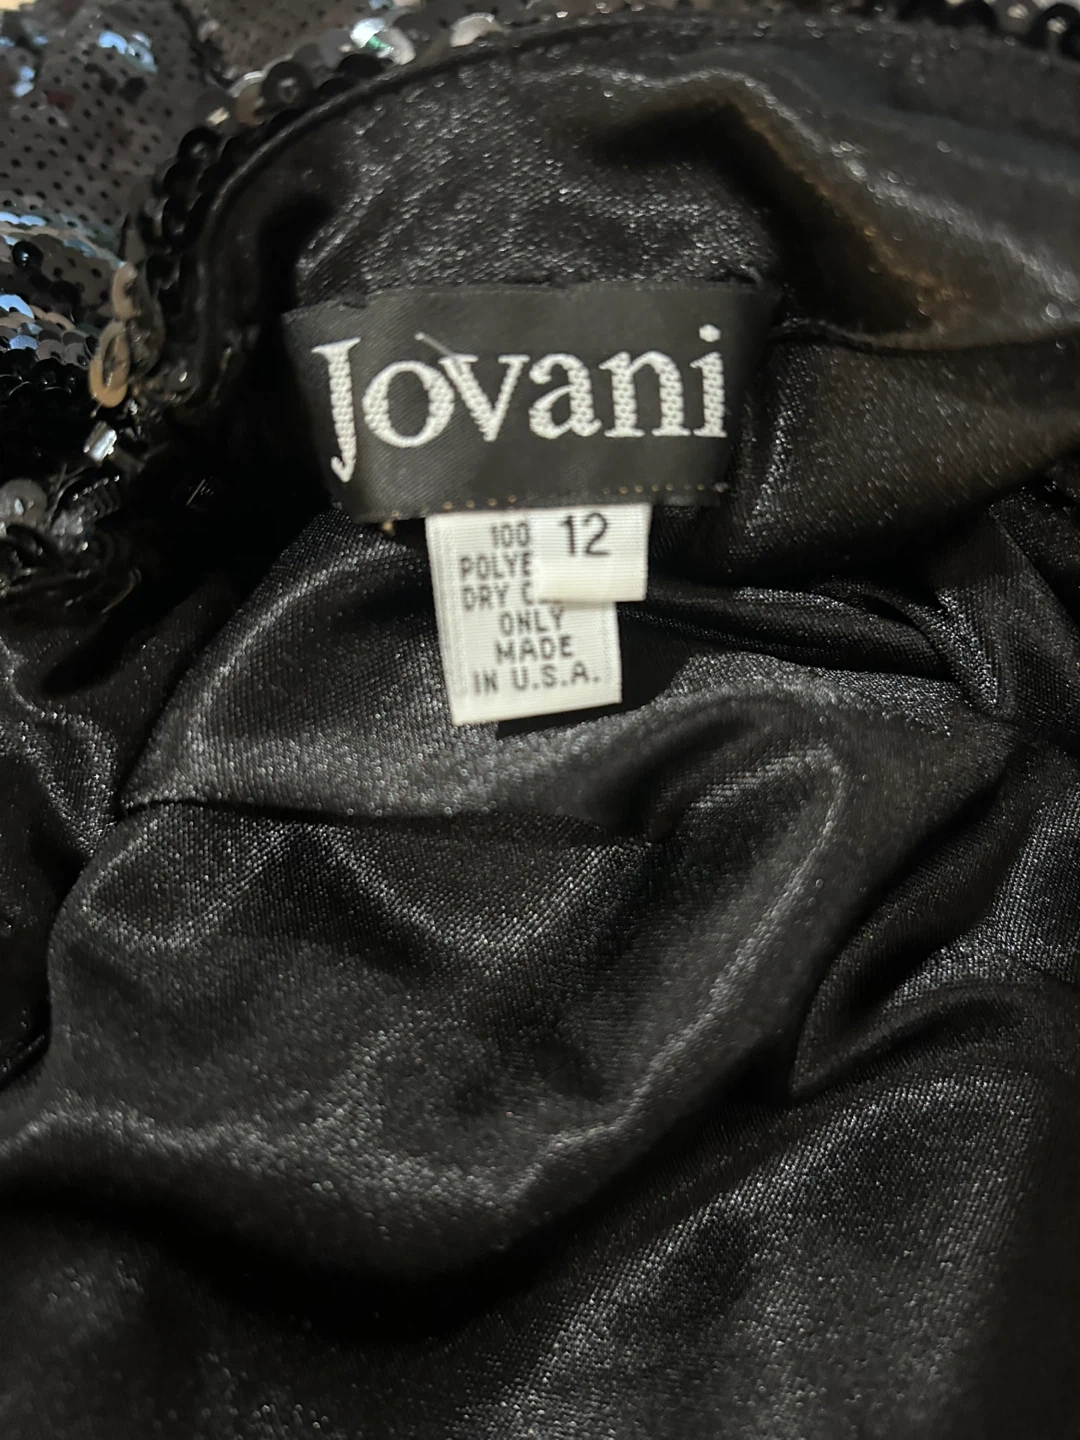 Jovani
12
100
POLYE
DRY C
ONLY
MADE
IN U.S.A.